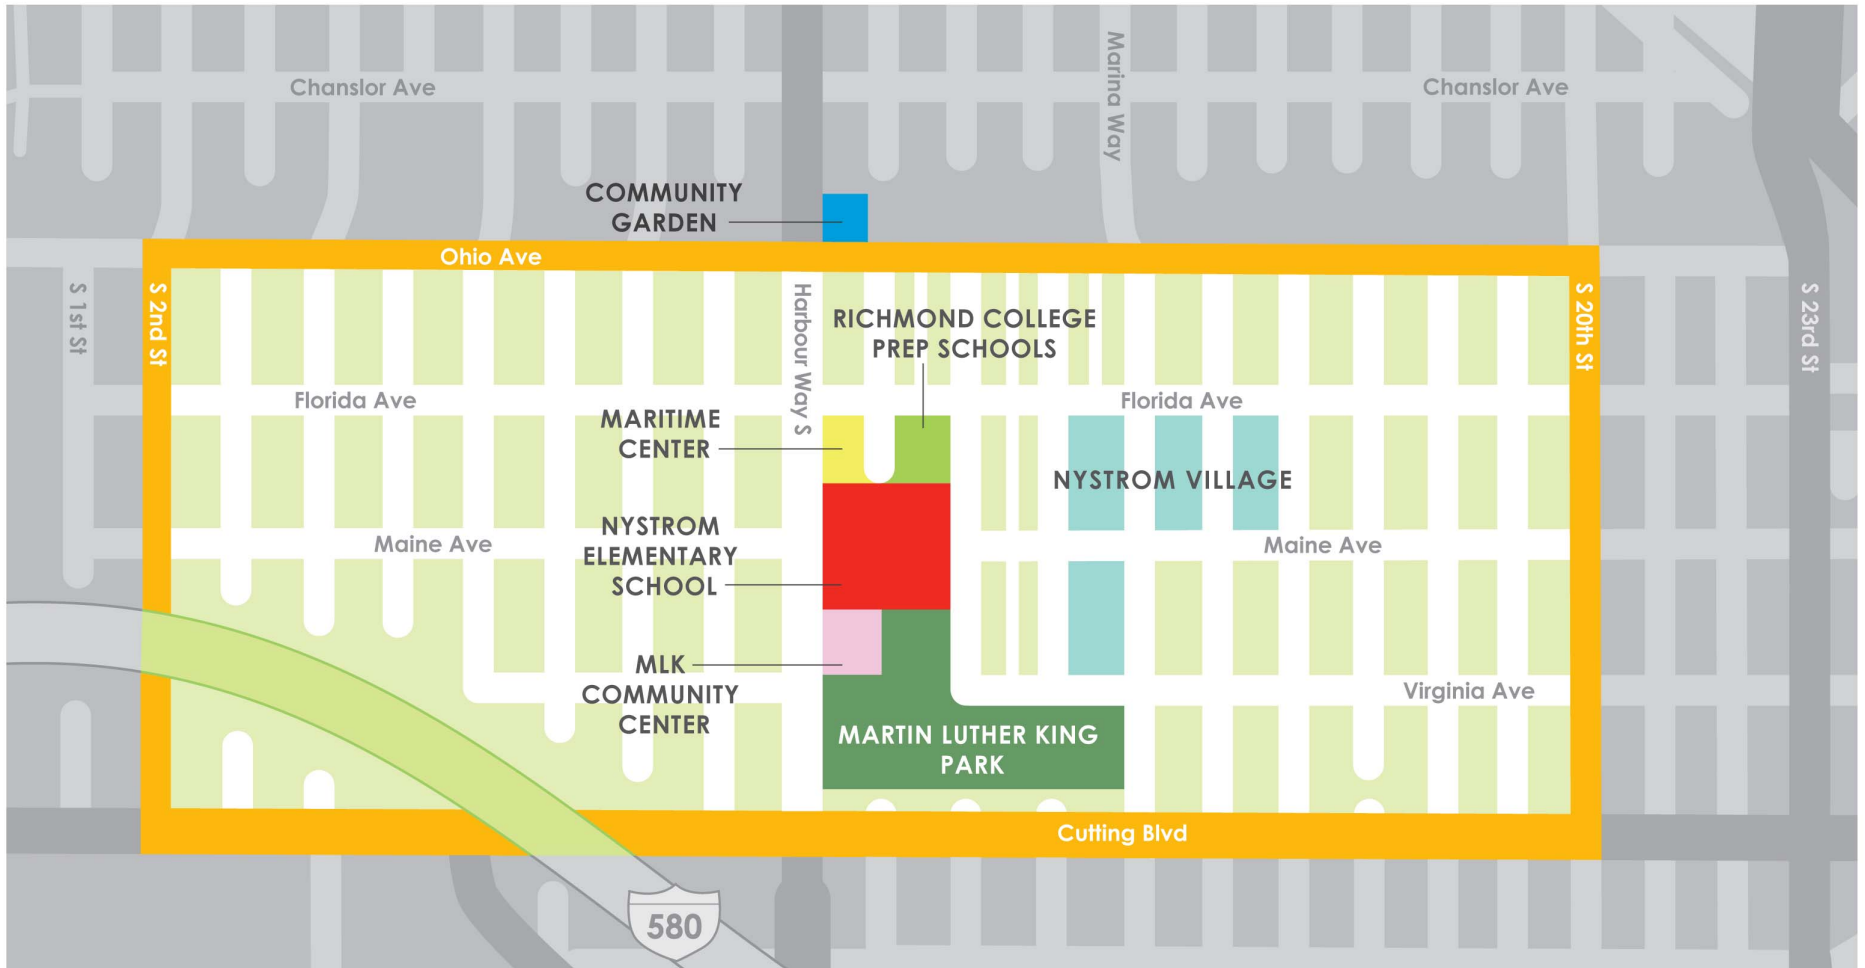 Chanslor Ave
Marina Way
Chanslor Ave
COMMUNITY
GARDEN
Ohio Ave
S 1st St
S 2nd St
Harbour Way S
RICHMOND COLLEGE
PREP SCHOOLS
S 20th St
S 23rd St
Florida Ave
Florida Ave
MARITIME
CENTER
NYSTROM VILLAGE
NYSTROM
ELEMENTARY
SCHOOL
Maine Ave
Maine Ave
MLK
COMMUNITY
CENTER
Virginia Ave
MARTIN LUTHER KING
PARK
Cutting Blvd
580